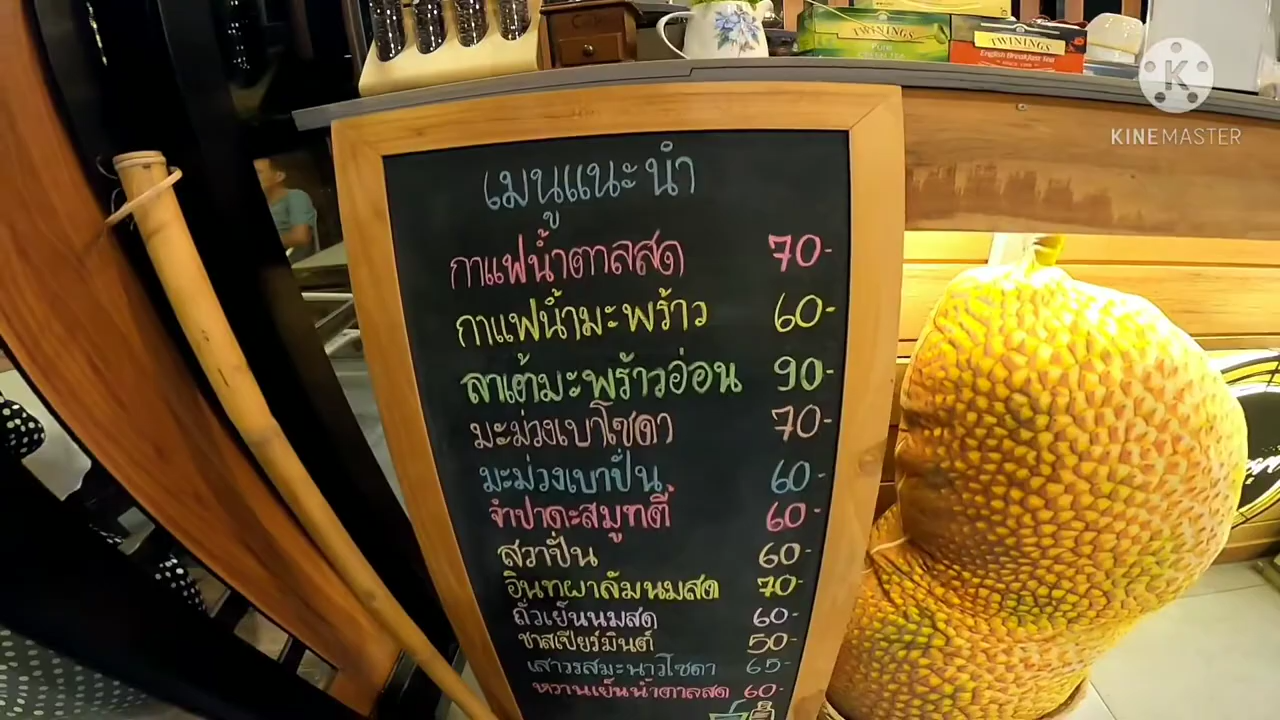 TWININGS
Pure
TWININGS
English Breakfast Tea
K
KINEMASTER
เมนูแนะนำ
กาแฟน้ำตาลสด 70-
กาแฟน้ำมะพร้าว 60-
ลาเต้มะพร้าวอ่อน 90-
มะม่วงเบาโซดา 70-
มะม่วงเบาปั่น 60-
จำปาดะสมูทตี้ 60-
สวาปั่น 60-
อินทผาลัมนมสด 70-
ถั่วเย็นนมสด 60-
ชาสเปียร์มินต์ 50-
เสาวรสมะนาวโซดา 65-
หวานเย็นน้ำตาลสด 60-